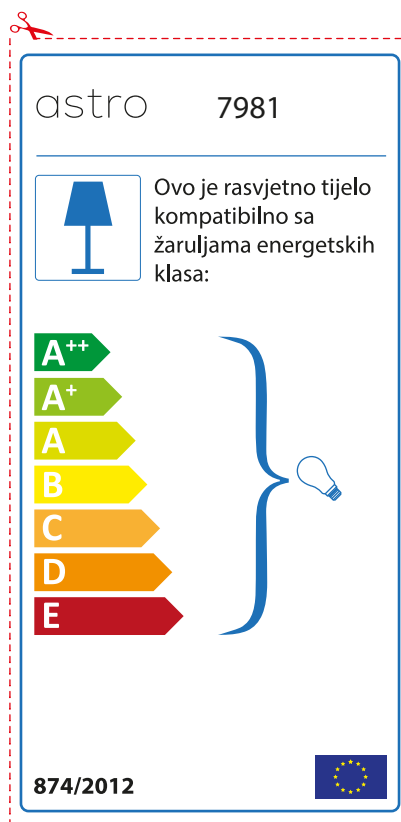 astro 7981
Ovo je rasvjetno tijelo
kompatibilno sa
žaruljama energetskih
klasa:
A++
A+
A
B
C
D
E
874/2012